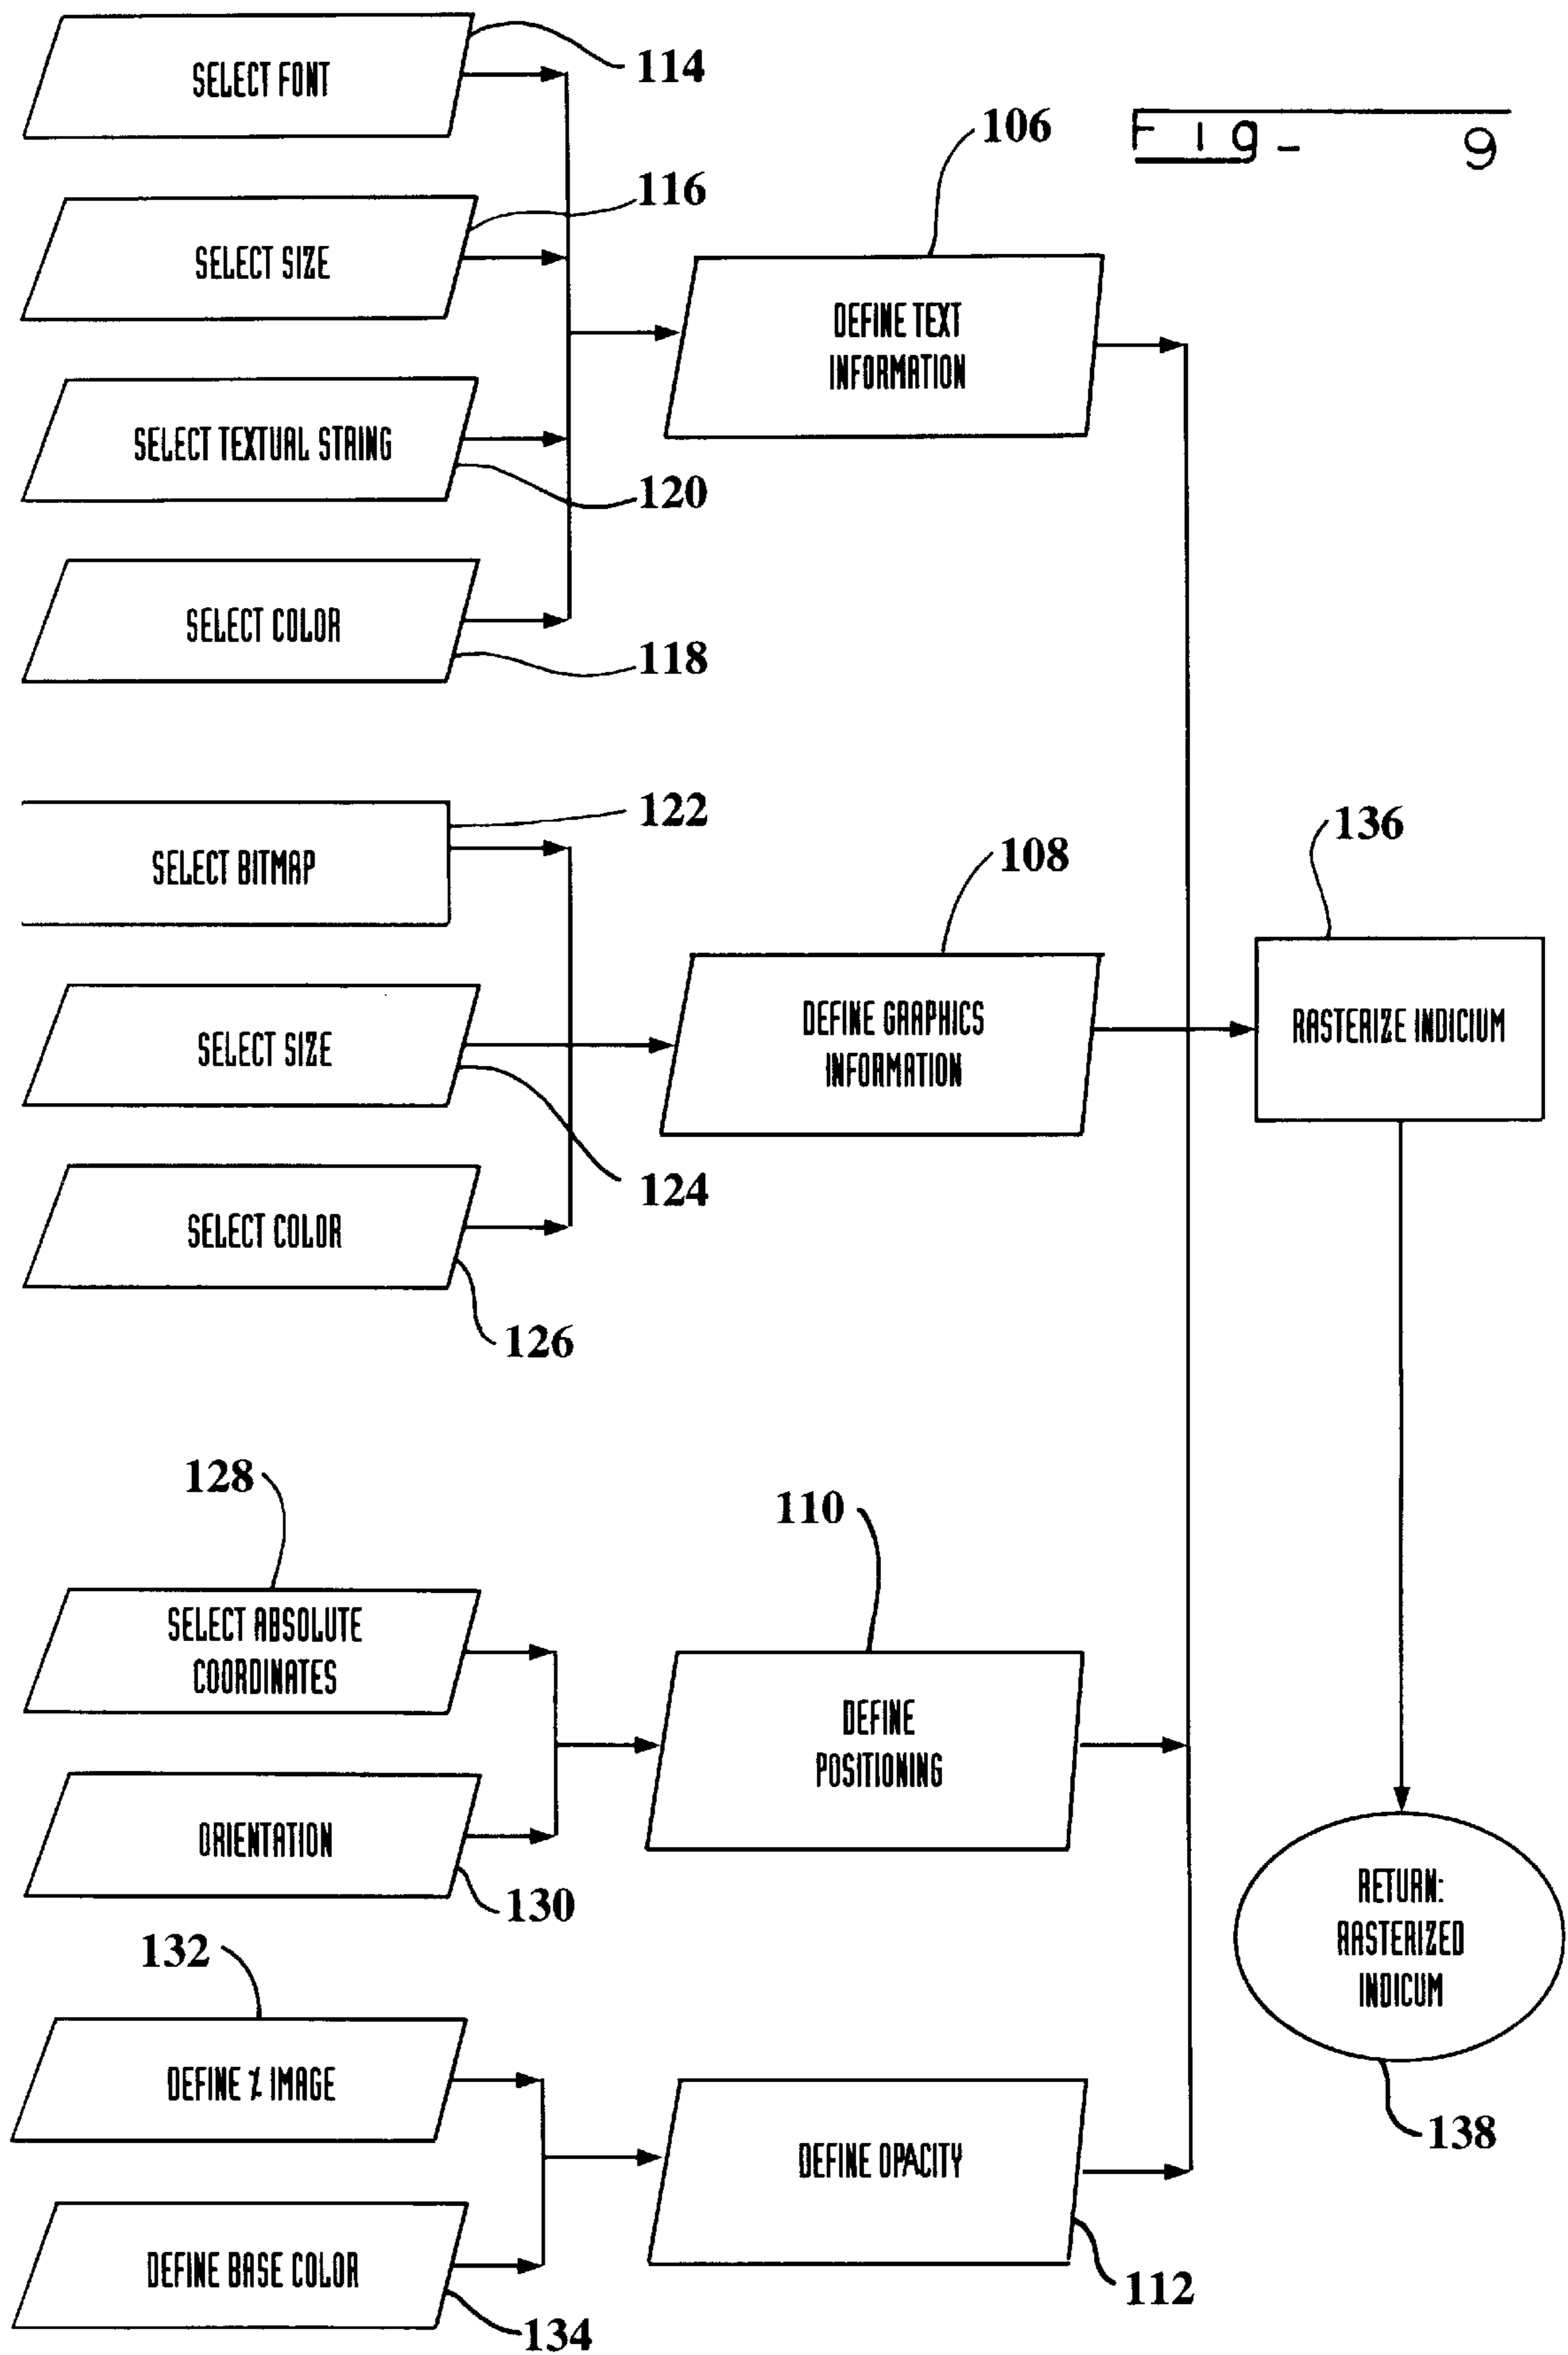 Fig- 9
SELECT FONT
114
SELECT SIZE
116
SELECT TEXTUAL STRING
120
SELECT COLOR
118
106
DEFINE TEXT
INFORMATION
SELECT BITMAP
122
SELECT SIZE
124
SELECT COLOR
126
108
DEFINE GRAPHICS
INFORMATION
136
RASTERIZE INDICIUM
128
SELECT ABSOLUTE
COORDINATES
ORIENTATION
130
110
DEFINE
POSITIONING
132
DEFINE % IMAGE
DEFINE BASE COLOR
134
DEFINE OPACITY
112
RETURN:
RASTERIZED
INDICUM
138